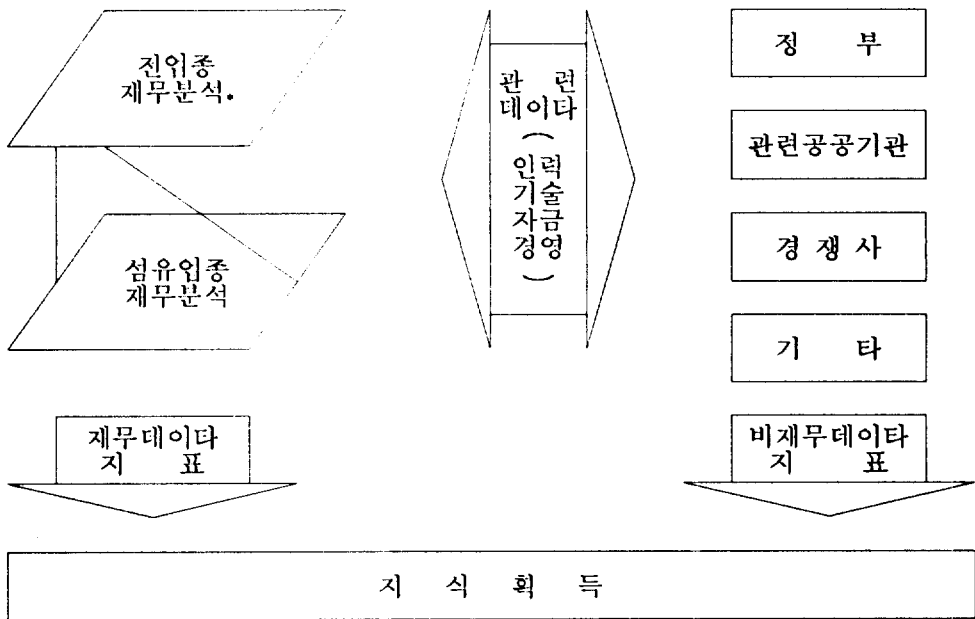 전업종
재무분석.
섬유업종
재무분석
관 련
데이타
(
인력
기술
자금
경영
)
정 부
관련공공기관
경쟁사
기 타
재무데이타
지 표
비재무데이타
지 표
지 식 획 득